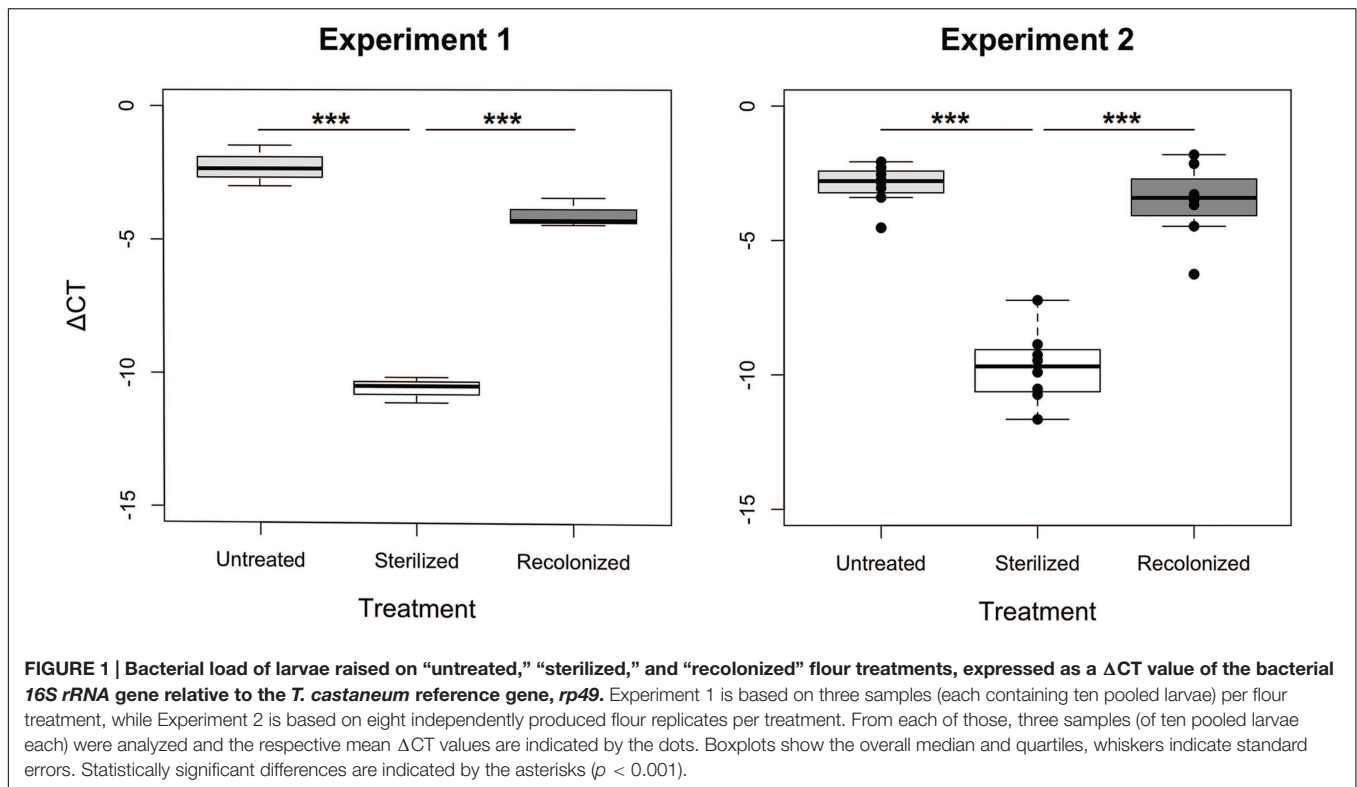 Experiment 1
Experiment 2
0
-5
-10
-15
ΔCT
***
***
Untreated
Sterilized
Recolonized
Treatment
0
-5
-10
-15
***
***
Untreated
Sterilized
Recolonized
Treatment
FIGURE 1 | Bacterial load of larvae raised on “untreated,” “sterilized,” and “recolonized” flour treatments, expressed as a ΔCT value of the bacterial
16S rRNA gene relative to the T. castaneum reference gene, rp49. Experiment 1 is based on three samples (each containing ten pooled larvae) per flour
treatment, while Experiment 2 is based on eight independently produced flour replicates per treatment. From each of those, three samples (of ten pooled larvae
each) were analyzed and the respective mean ΔCT values are indicated by the dots. Boxplots show the overall median and quartiles, whiskers indicate standard
errors. Statistically significant differences are indicated by the asterisks (p < 0.001).